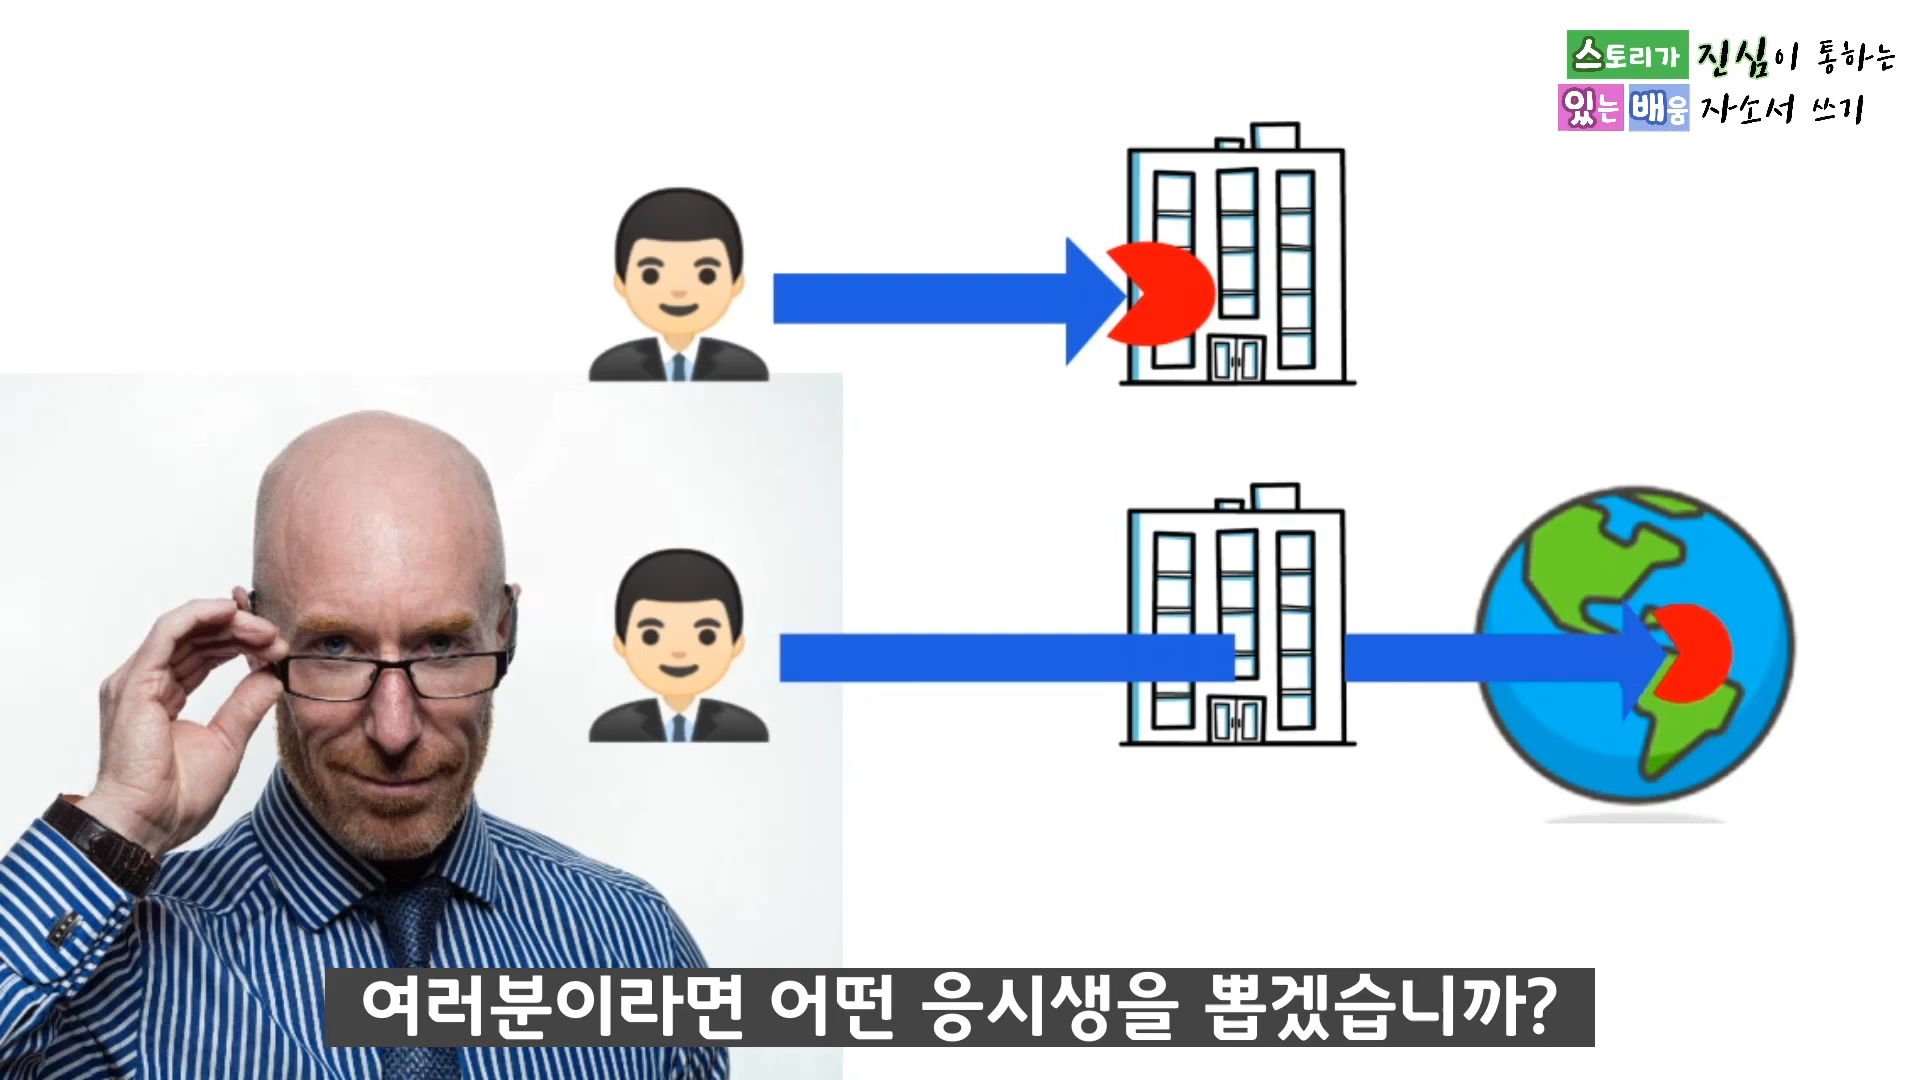 스토리가 진심이 통하는
있는 배움 자소서 쓰기
여러분이라면 어떤 응시생을 뽑겠습니까?